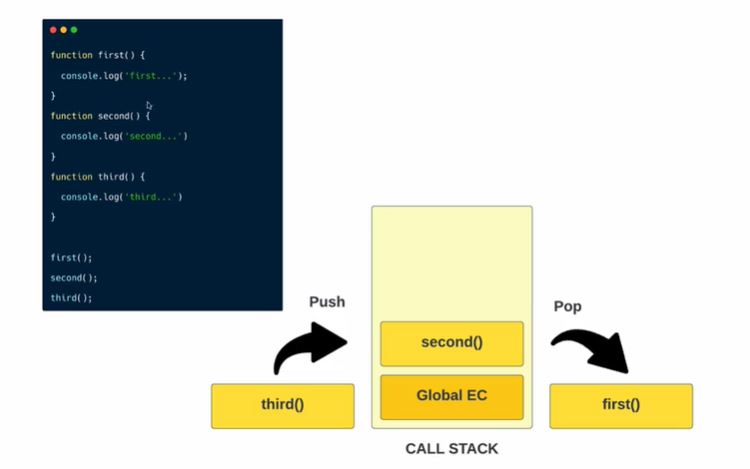 function first() {
console.log('first...');
}
function second() {
console.log('second...')
}
function third() {
console.log('third...')
}
first();
second();
third();
Push
Pop
second()
Global EC
third()
first()
CALL STACK